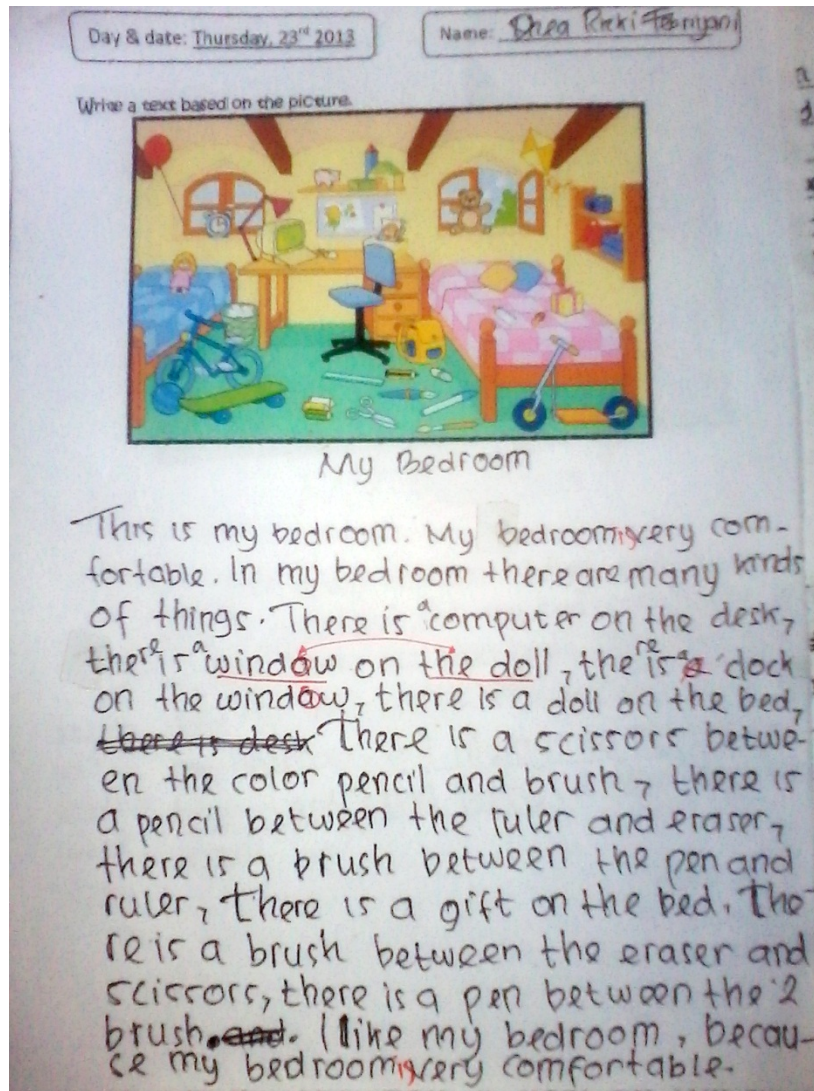 Day & date: Thursday, 23rd 2013
Name: Dhea Rizki Febriyani
Write a text based on the picture.
My Bedroom
This is my bedroom. My bedroom is very com-
fortable. In my bedroom there are many kinds
of things. There is a computer on the desk,
there is a window on the doll, there is a clock
on the window, there is a doll on the bed,
there is desk There is a scissors betwe-
en the color pencil and brush, there is
a pencil between the ruler and eraser,
there is a brush between the pen and
ruler, there is a gift on the bed. The
re is a brush between the eraser and
scissors, there is a pen between the 2
brush. and. I like my bedroom, becau-
se my bedroom is very comfortable.